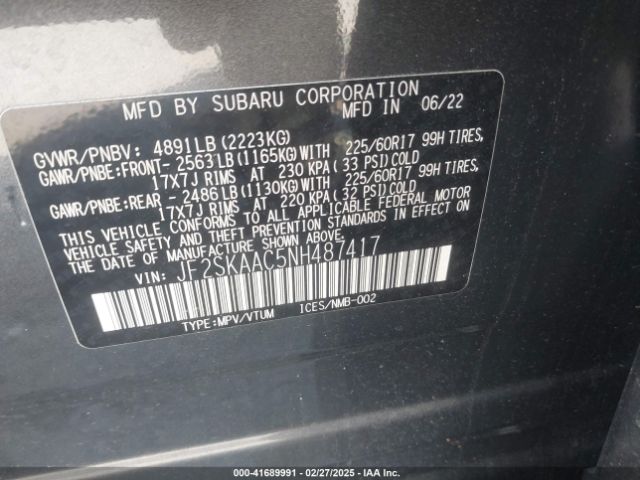 MFD BY SUBARU CORPORATION MFD IN 06/22
GVWR/PNBV: 4891LB (2223KG)
GAWR/PNBE:FRONT- 2563LB (1165KG) WITH 225/60R17 99H TIRES,
17X7J RIMS AT 230 KPA (33 PSI) COLD
GAWR/PNBE:REAR - 2486LB (1130KG) WITH 225/60R17 99H TIRES,
17X7J RIMS AT 220 KPA (32 PSI) COLD
THIS VEHICLE CONFORMS TO ALL APPLICABLE FEDERAL MOTOR
VEHICLE SAFETY AND THEFT PREVENTION STANDARDS IN EFFECT ON
THE DATE OF MANUFACTURE SHOWN ABOVE.
VIN: JF2SKAAC5NH487417
TYPE:MPV/VTUM ICES/NMB-002
000-41689991 - 02/27/2025 - IAA Inc.